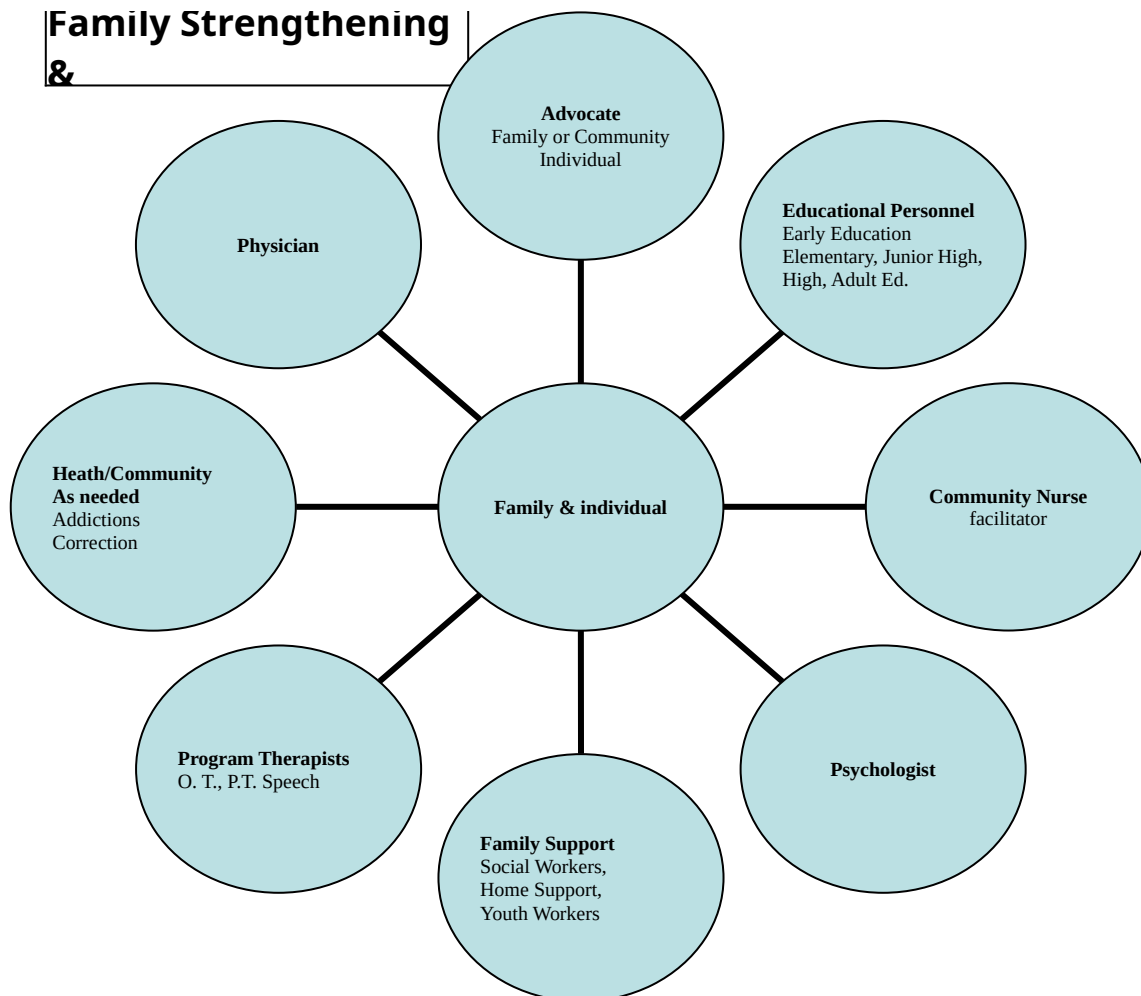 Family Strengthening
&
Advocate
Family or Community
Individual
Educational Personnel
Early Education
Elementary, Junior High,
High, Adult Ed.
Physician
Heath/Community
As needed
Addictions
Correction
Family & individual
Community Nurse
facilitator
Program Therapists
O. T., P.T. Speech
Psychologist
Family Support
Social Workers,
Home Support,
Youth Workers